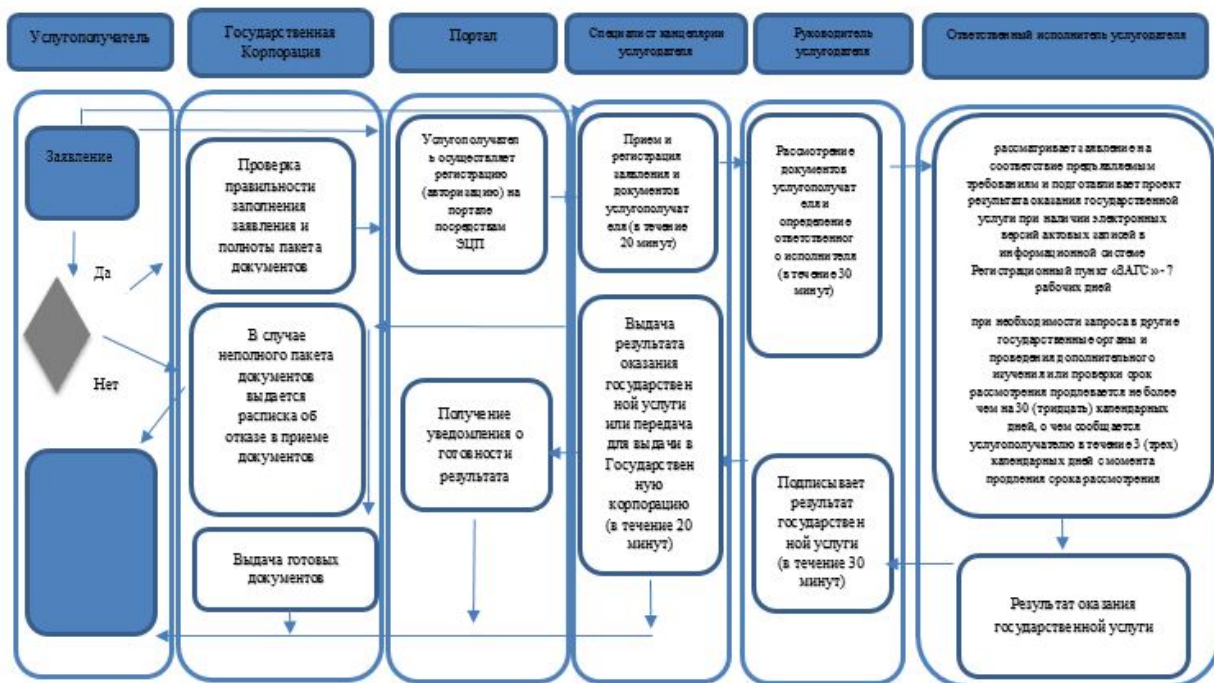 Услугополучатель
Государственная
Корпорация
Портал
Специалист канцелярии
услугодателя
Руководитель
услугодателя
Ответственный исполнитель услугодателя
Заявление
Да
Нет
Проверка
правильности
заполнения
заявления и
полноты пакета
документов
В случае
неполного пакета
документов
выдается
расписка об
отказе в приеме
документов
Выдача готовых
документов
Услугополучател
ь осуществляет
регистрацию
(авторизацию) на
портале
посредствам
ЭЦП
Получение
уведомления о
готовности
результата
Прием и
регистрация
заявления и
документов
услугополучат
еля (в течение
20 минут)
Выдача
результата
оказания
государствен
ной услуги
или передача
для выдачи в
Государствен
ную
корпорацию
(в течение 20
минут)
Рассмотрение
документов
услугополучат
еля и
определение
ответственног
о исполнителя
(в течение 30
минут)
Подписывает
результат
государствен
ной услуги
(в течение 30
минут)
рассматривает заявление на
соответствие предъявляемым
требованиям и подготавливает проект
результата оказания государственной
услуги при наличии электронных
версий актовых записей в
информационной системе
Регистрационный пункт «ЗАГС» - 7
рабочих дней
при необходимости запроса в другие
государственные органы и
проведения дополнительного
изучения или проверки срок
рассмотрения продлевается не более
чем на 30 (тридцать) календарных
дней, о чем сообщается
услугополучателю в течение 3 (трех)
календарных дней с момента
продления срока рассмотрения
Результат оказания
государственной услуги